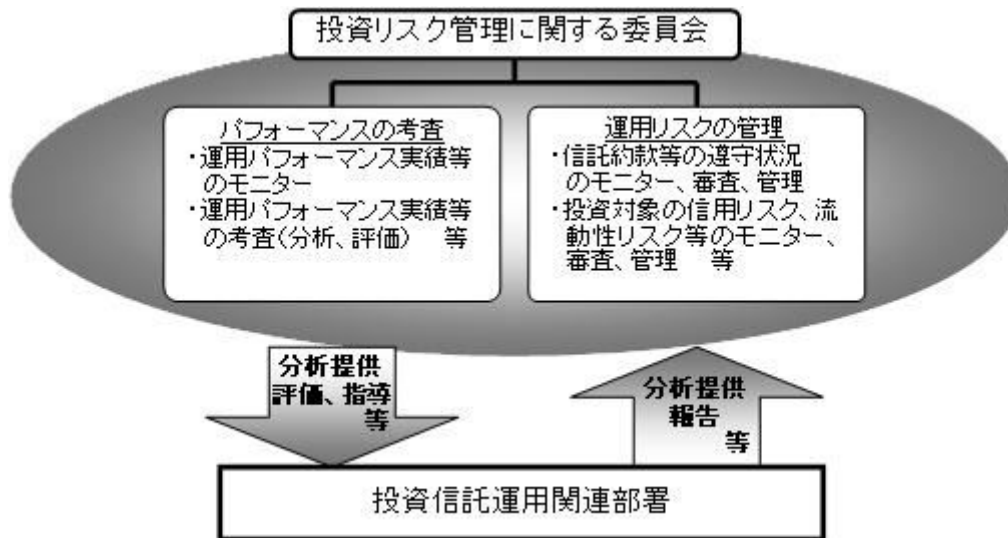 投資リスク管理に関する委員会
パフォーマンスの考査
・運用パフォーマンス実績等
のモニター
・運用パフォーマンス実績等
の考査(分析、評価) 等
運用リスクの管理
・信託約款等の遵守状況
のモニター、審査、管理
・投資対象の信用リスク、流
動性リスク等のモニター、
審査、管理 等
分析提供
評価、指導
等
分析提供
報告
等
投資信託運用関連部署